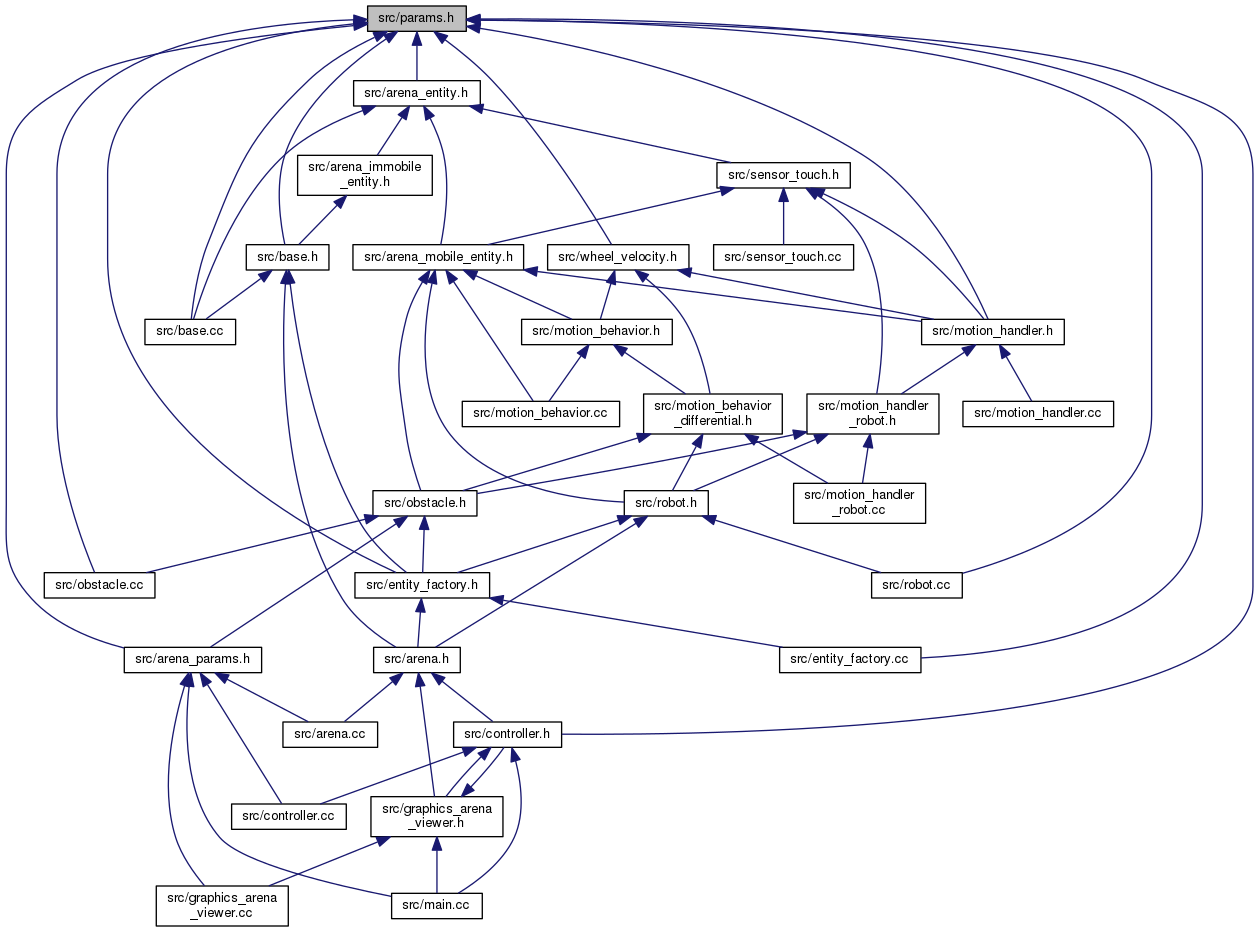 src/params.h
src/arena_entity.h
src/arena_immobile
_entity.h
src/sensor_touch.h
src/base.h
src/arena_mobile_entity.h
src/wheel_velocity.h
src/sensor_touch.cc
src/base.cc
src/motion_behavior.h
src/motion_handler.h
src/motion_behavior.cc
src/motion_behavior
_differential.h
src/motion_handler
_robot.h
src/motion_handler.cc
src/obstacle.h
src/robot.h
src/motion_handler
_robot.cc
src/obstacle.cc
src/entity_factory.h
src/robot.cc
src/arena_params.h
src/arena.h
src/entity_factory.cc
src/arena.cc
src/controller.h
src/controller.cc
src/graphics_arena
_viewer.h
src/graphics_arena
_viewer.cc
src/main.cc